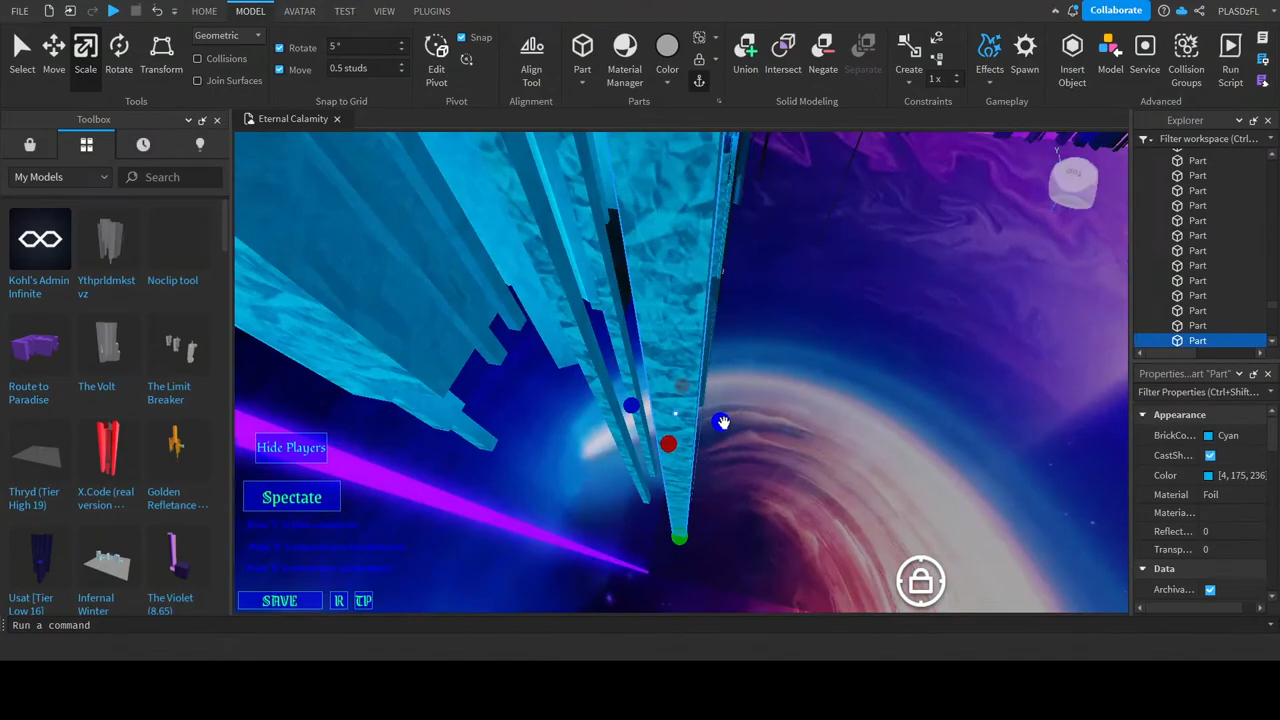 FILE HOME MODEL AVATAR TEST VIEW PLUGINS Collaborate PLASDzFL
Select Move Scale Rotate Transform
Geometric
Collisions
Join Surfaces
Tools
Rotate 5 °
Move 0.5 studs
Snap to Grid
Edit
Pivot
Snap
Pivot
Align
Tool
Alignment
Part Material
Manager Color
Parts
Union Intersect Negate Separate
Solid Modeling
Create
1 x
Constraints
Effects Spawn
Gameplay
Insert
Object Model Service Collision
Groups Run
Script
Advanced
Toolbox
My Models Search
Kohl's Admin
Infinite
Ythprldmkst
vz
Noclip tool
Route to
Paradise
The Volt
The Limit
Breaker
Thryd (Tier
High 19)
X.Code (real
version ...
Golden
Refletance ...
Usat [Tier
Low 16]
Infernal
Winter
The Violet
(8.65)
Eternal Calamity
Top
Y
Hide Players
Spectate
SAVE R TP
Explorer
Filter workspace (Ctrl+...
Part
Part
Part
Part
Part
Part
Part
Part
Part
Part
Part
Part
Part
Properties...art "Part"
Filter Properties (Ctrl+Shift...
Appearance
BrickCo... Cyan
CastSh...
Color [4, 175, 236]
Material Foil
Materia...
Reflect... 0
Transp... 0
Data
Archiva...
Run a command